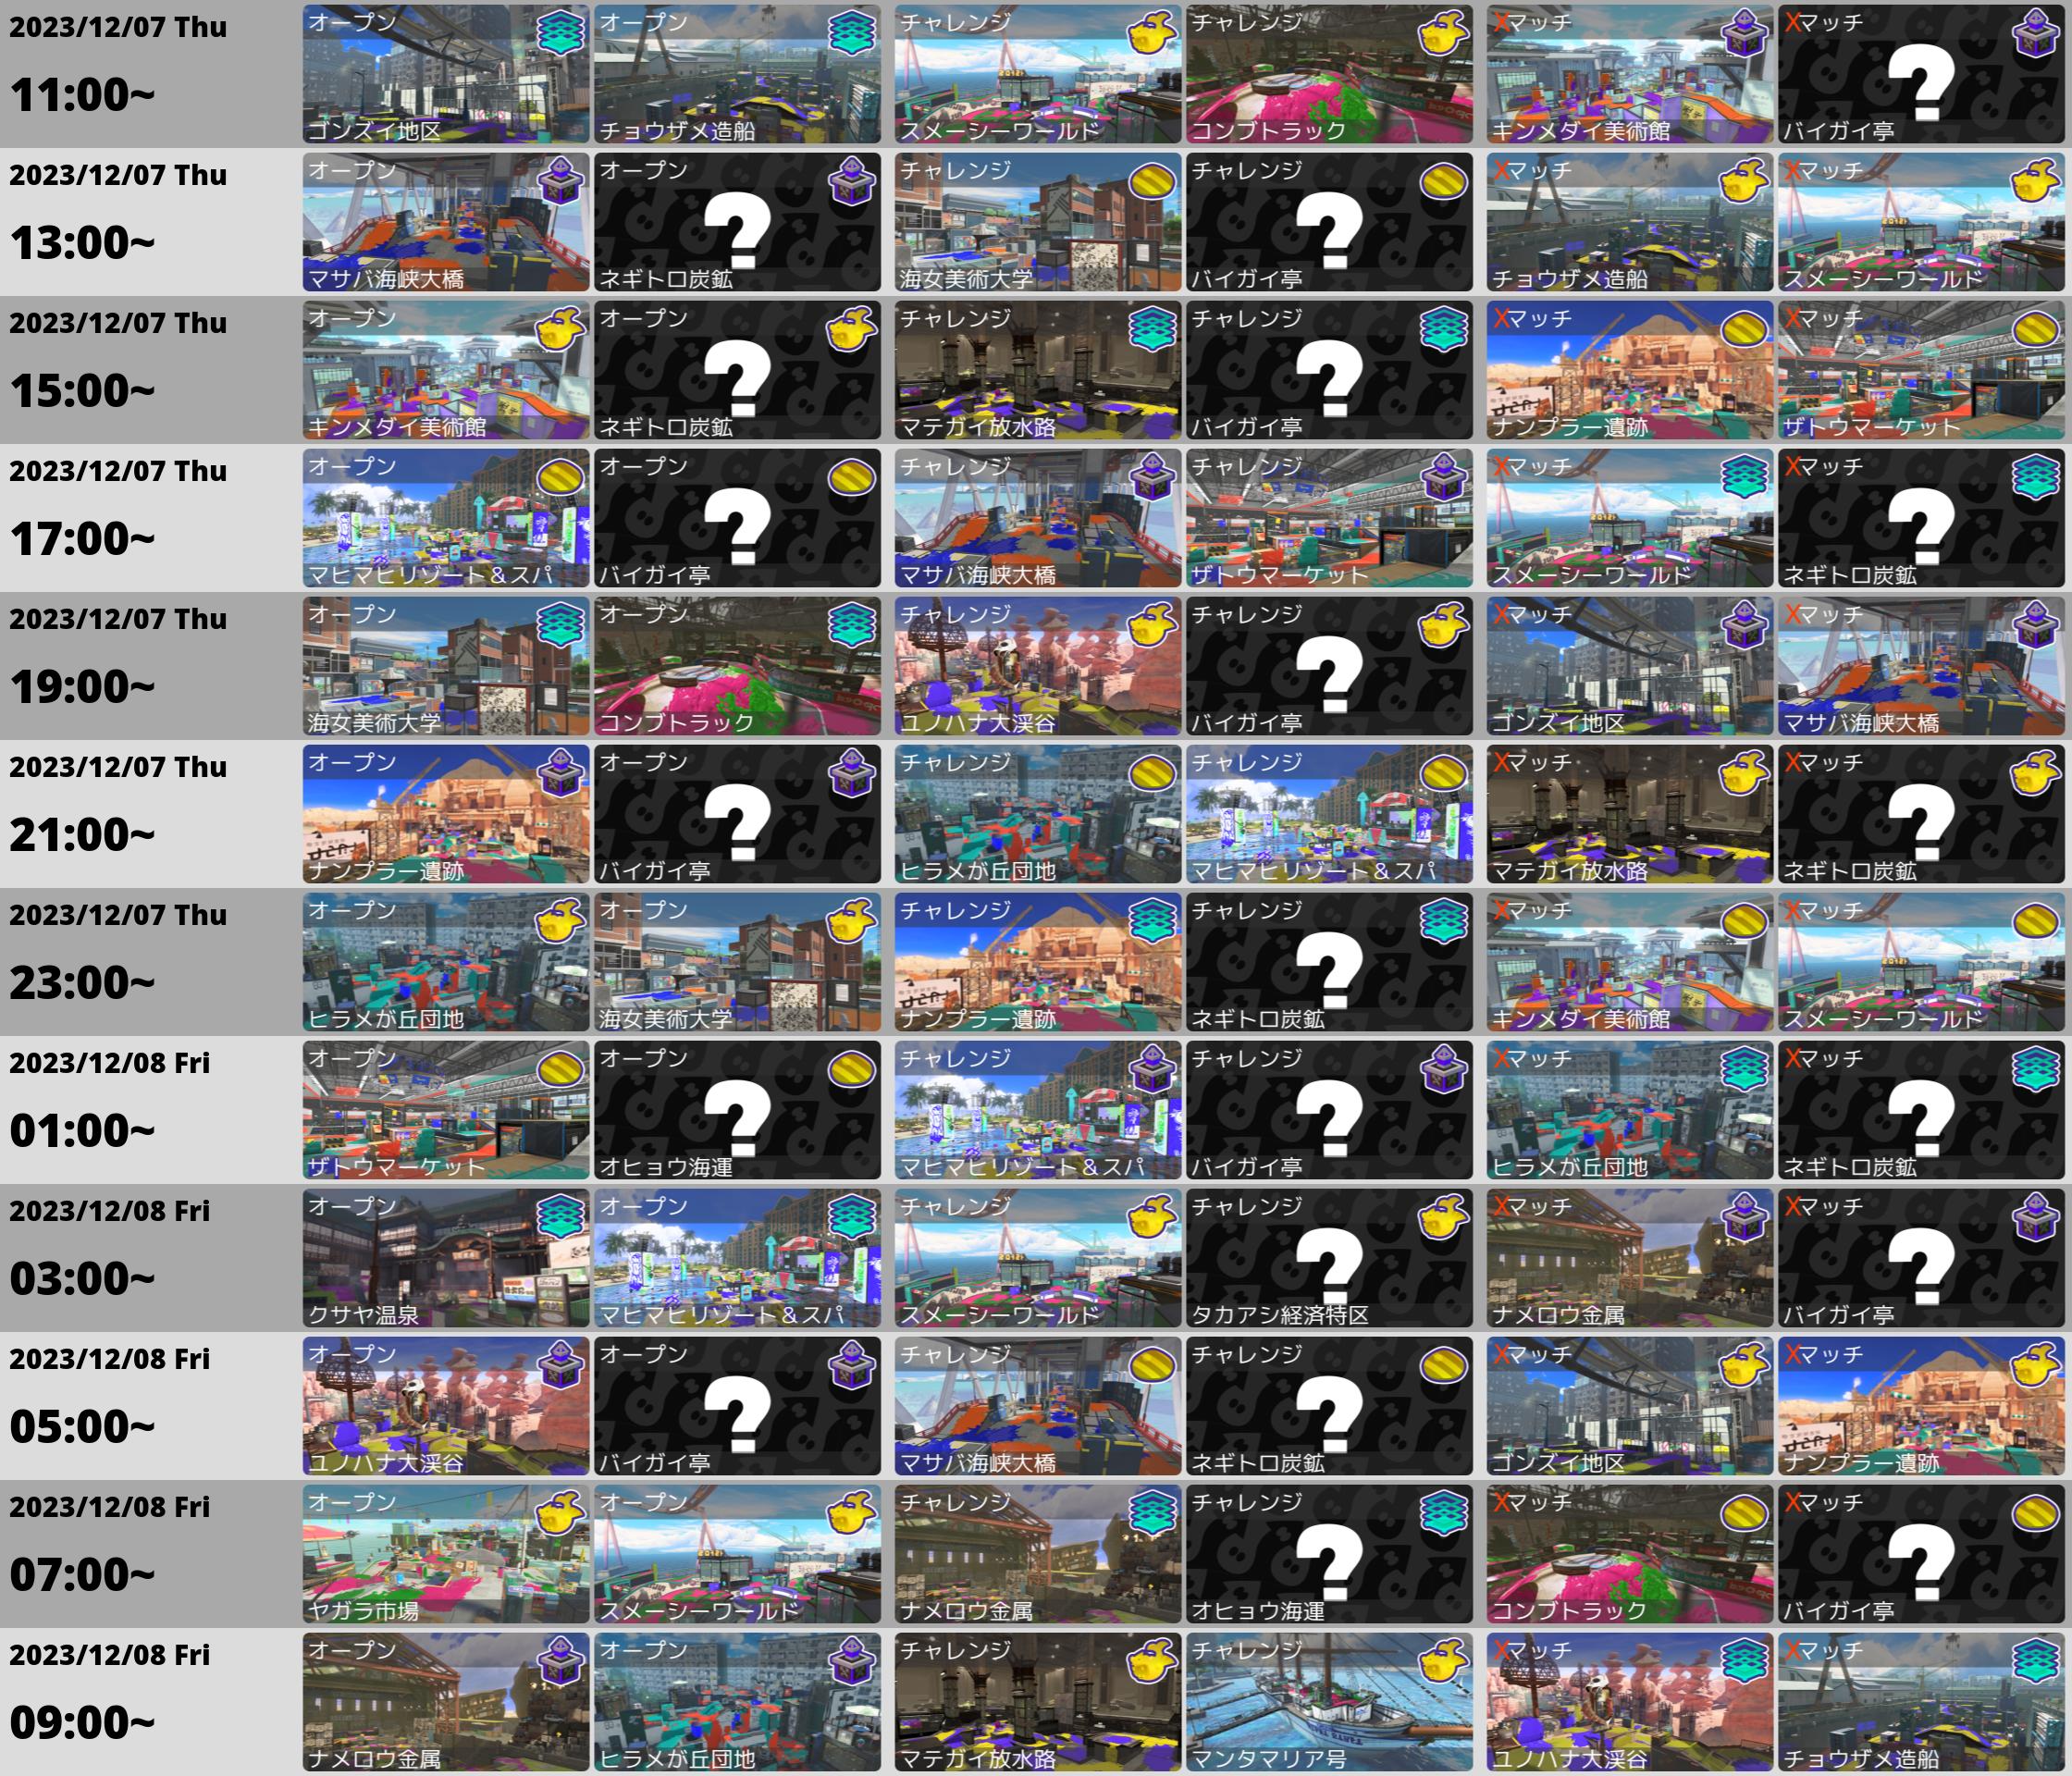 2023/12/07 Thu
11:00~
オープン
ゴンズイ地区
オープン
チョウザメ造船
チャレンジ
スメーシーワールド
チャレンジ
コンブトラック
Xマッチ
キンメダイ美術館
Xマッチ
バイガイ亭
2023/12/07 Thu
13:00~
オープン
マサバ海峡大橋
オープン
ネギトロ炭鉱
チャレンジ
海女美術大学
チャレンジ
バイガイ亭
Xマッチ
チョウザメ造船
Xマッチ
スメーシーワールド
2023/12/07 Thu
15:00~
オープン
キンメダイ美術館
オープン
ネギトロ炭鉱
チャレンジ
マテガイ放水路
チャレンジ
バイガイ亭
Xマッチ
ナンプラー遺跡
Xマッチ
ザトウマーケット
2023/12/07 Thu
17:00~
オープン
マヒマヒリゾート＆スパ
オープン
バイガイ亭
チャレンジ
マサバ海峡大橋
チャレンジ
ザトウマーケット
Xマッチ
スメーシーワールド
Xマッチ
ネギトロ炭鉱
2023/12/07 Thu
19:00~
オープン
海女美術大学
オープン
コンブトラック
チャレンジ
ユノハナ大渓谷
チャレンジ
バイガイ亭
Xマッチ
ゴンズイ地区
Xマッチ
マサバ海峡大橋
2023/12/07 Thu
21:00~
オープン
ナンプラー遺跡
オープン
バイガイ亭
チャレンジ
ヒラメが丘団地
チャレンジ
マヒマヒリゾート＆スパ
Xマッチ
マテガイ放水路
Xマッチ
ネギトロ炭鉱
2023/12/07 Thu
23:00~
オープン
ヒラメが丘団地
オープン
海女美術大学
チャレンジ
ナンプラー遺跡
チャレンジ
ネギトロ炭鉱
Xマッチ
キンメダイ美術館
Xマッチ
スメーシーワールド
2023/12/08 Fri
01:00~
オープン
ザトウマーケット
オープン
オヒョウ海運
チャレンジ
マヒマヒリゾート＆スパ
チャレンジ
バイガイ亭
Xマッチ
ヒラメが丘団地
Xマッチ
ネギトロ炭鉱
2023/12/08 Fri
03:00~
オープン
クサヤ温泉
オープン
マヒマヒリゾート＆スパ
チャレンジ
スメーシーワールド
チャレンジ
タカアシ経済特区
Xマッチ
ナメロウ金属
Xマッチ
バイガイ亭
2023/12/08 Fri
05:00~
オープン
ユノハナ大渓谷
オープン
バイガイ亭
チャレンジ
マサバ海峡大橋
チャレンジ
ネギトロ炭鉱
Xマッチ
ゴンズイ地区
Xマッチ
ナンプラー遺跡
2023/12/08 Fri
07:00~
オープン
ヤガラ市場
オープン
スメーシーワールド
チャレンジ
ナメロウ金属
チャレンジ
オヒョウ海運
Xマッチ
コンブトラック
Xマッチ
バイガイ亭
2023/12/08 Fri
09:00~
オープン
ナメロウ金属
オープン
ヒラメが丘団地
チャレンジ
マテガイ放水路
チャレンジ
マンタマリア号
Xマッチ
ユノハナ大渓谷
Xマッチ
チョウザメ造船